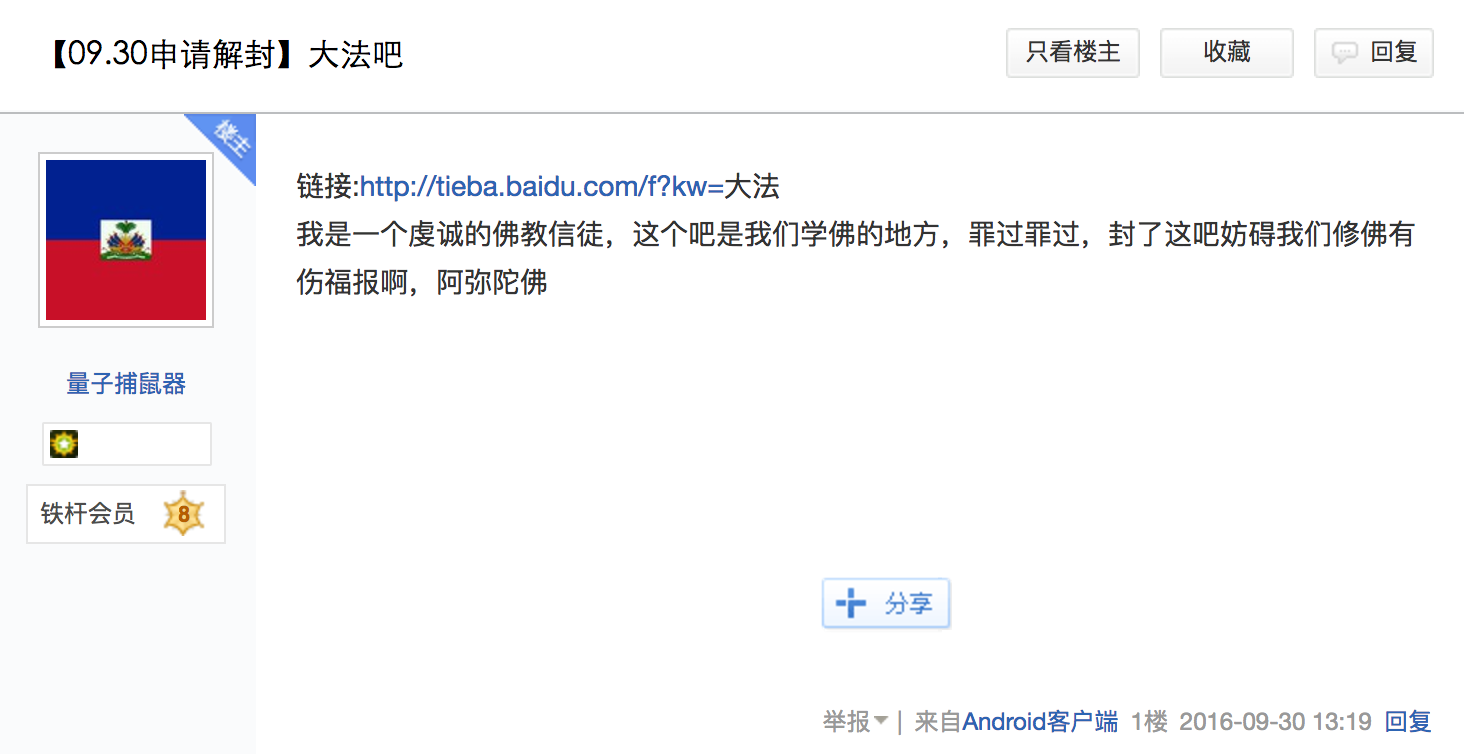 【09.30申请解封】大法吧
只看楼主
收藏
回复
楼主
链接:http://tieba.baidu.com/f?kw=大法
我是一个虔诚的佛教信徒，这个吧是我们学佛的地方，罪过罪过，封了这吧妨碍我们修佛有
伤福报啊，阿弥陀佛
量子捕鼠器
铁杆会员 8
分享
举报 | 来自Android客户端 1楼 2016-09-30 13:19 回复